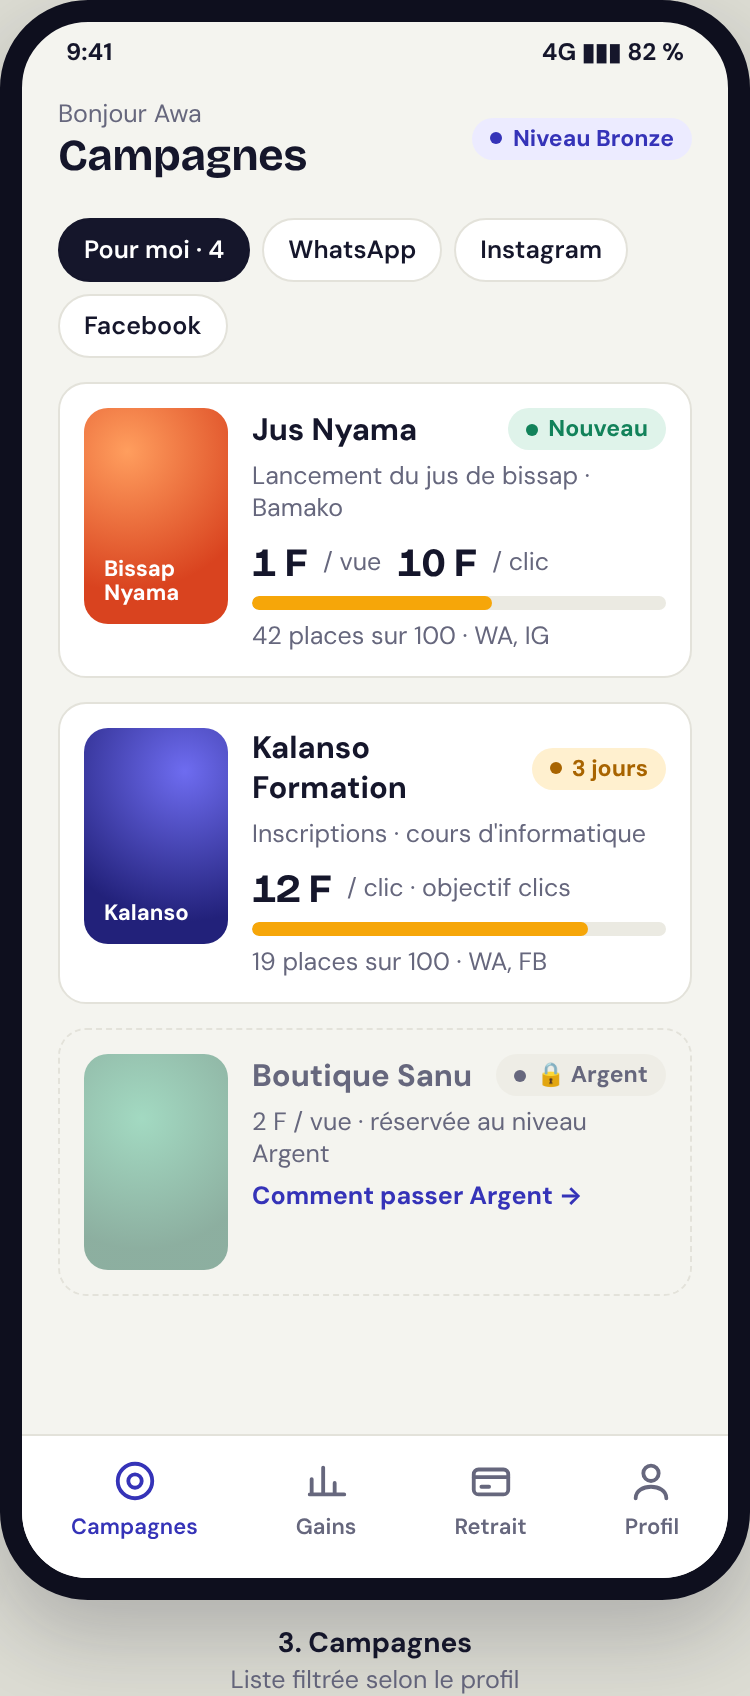 9:41
4G ▮▮▮ 82 %
Bonjour Awa
Campagnes
Niveau Bronze
Pour moi · 4
WhatsApp
Instagram
Facebook
Bissap
Nyama
Jus Nyama
Nouveau
Lancement du jus de bissap ·
Bamako
1 F / vue 10 F / clic
42 places sur 100 · WA, IG
Kalanso
Kalanso
Formation
3 jours
Inscriptions · cours d'informatique
12 F / clic · objectif clics
19 places sur 100 · WA, FB
Boutique Sanu
🔒 Argent
2 F / vue · réservée au niveau
Argent
Comment passer Argent →
Campagnes
Gains
Retrait
Profil
3. Campagnes
Liste filtrée selon le profil